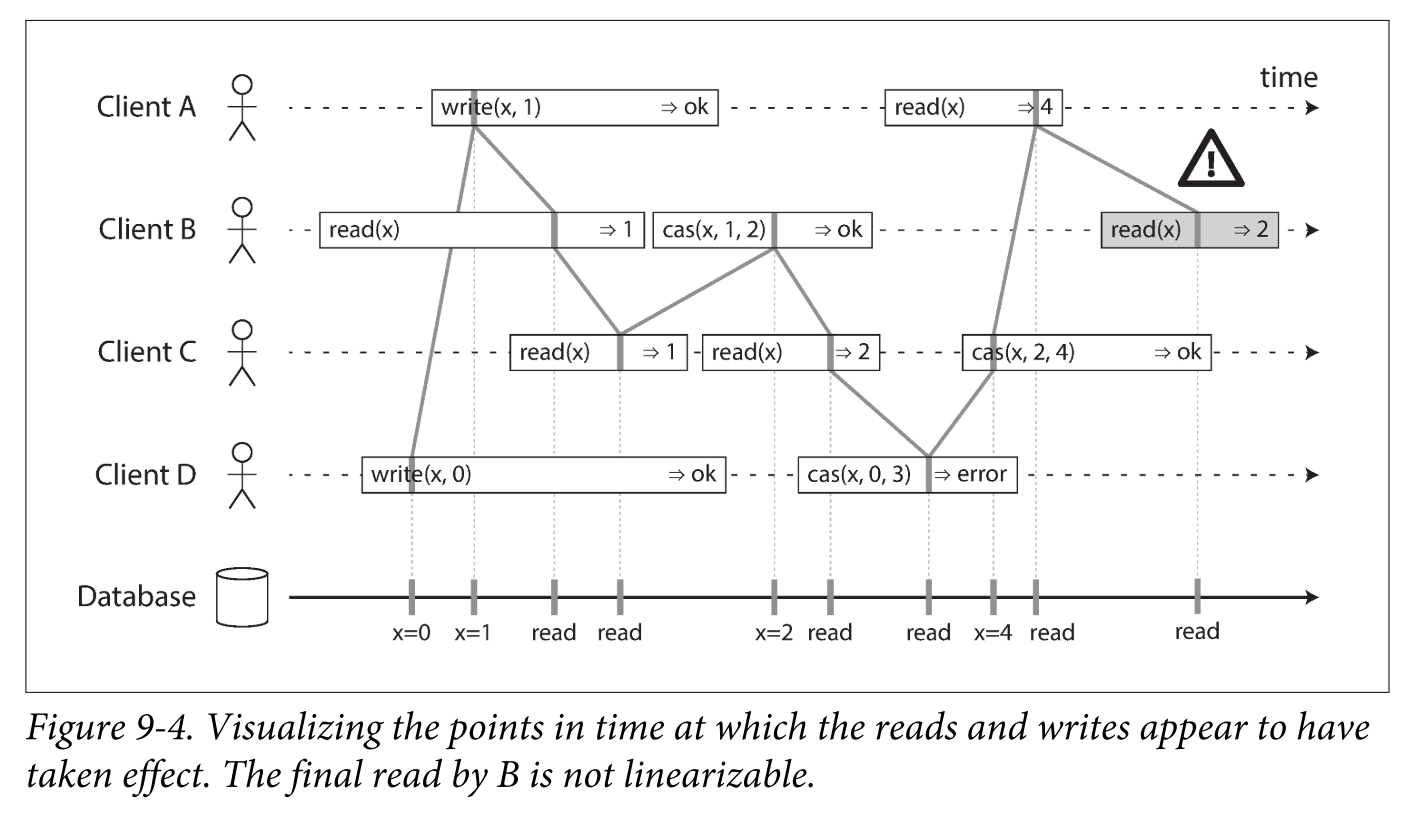 time
Client A
write(x, 1) ⇒ ok
read(x) ⇒ 4
!
Client B
read(x) ⇒ 1
cas(x, 1, 2) ⇒ ok
read(x) ⇒ 2
Client C
read(x) ⇒ 1
read(x) ⇒ 2
cas(x, 2, 4) ⇒ ok
Client D
write(x, 0) ⇒ ok
cas(x, 0, 3) ⇒ error
Database
x=0 x=1 read read x=2 read read x=4 read read
Figure 9-4. Visualizing the points in time at which the reads and writes appear to have
taken effect. The final read by B is not linearizable.